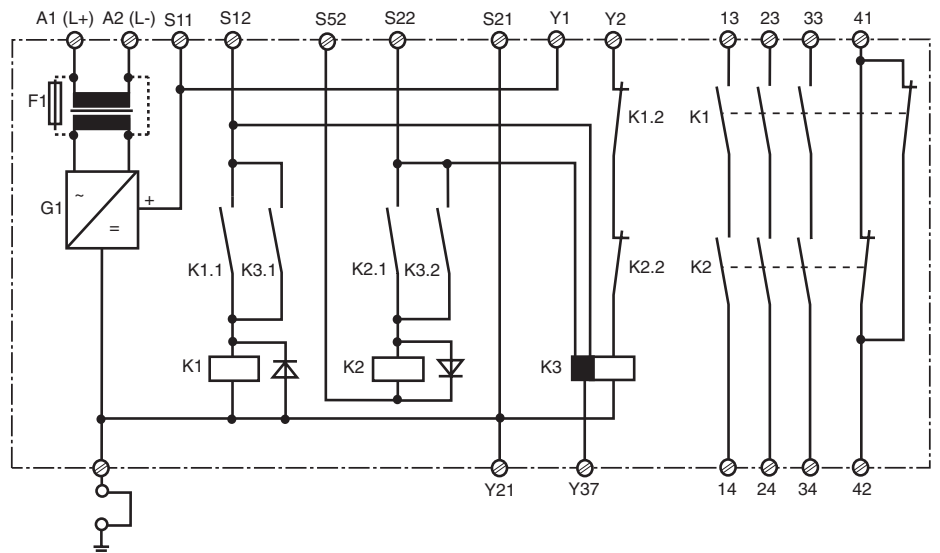 A1 (L+) A2 (L-) S11 S12 S52 S22 S21 Y1 Y2 13 23 33 41
F1
K1.2 K1
~ +
G1
=
K1.1 K3.1 K2.1 K3.2 K2.2 K2
K1 K2 K3
Y21 Y37 14 24 34 42